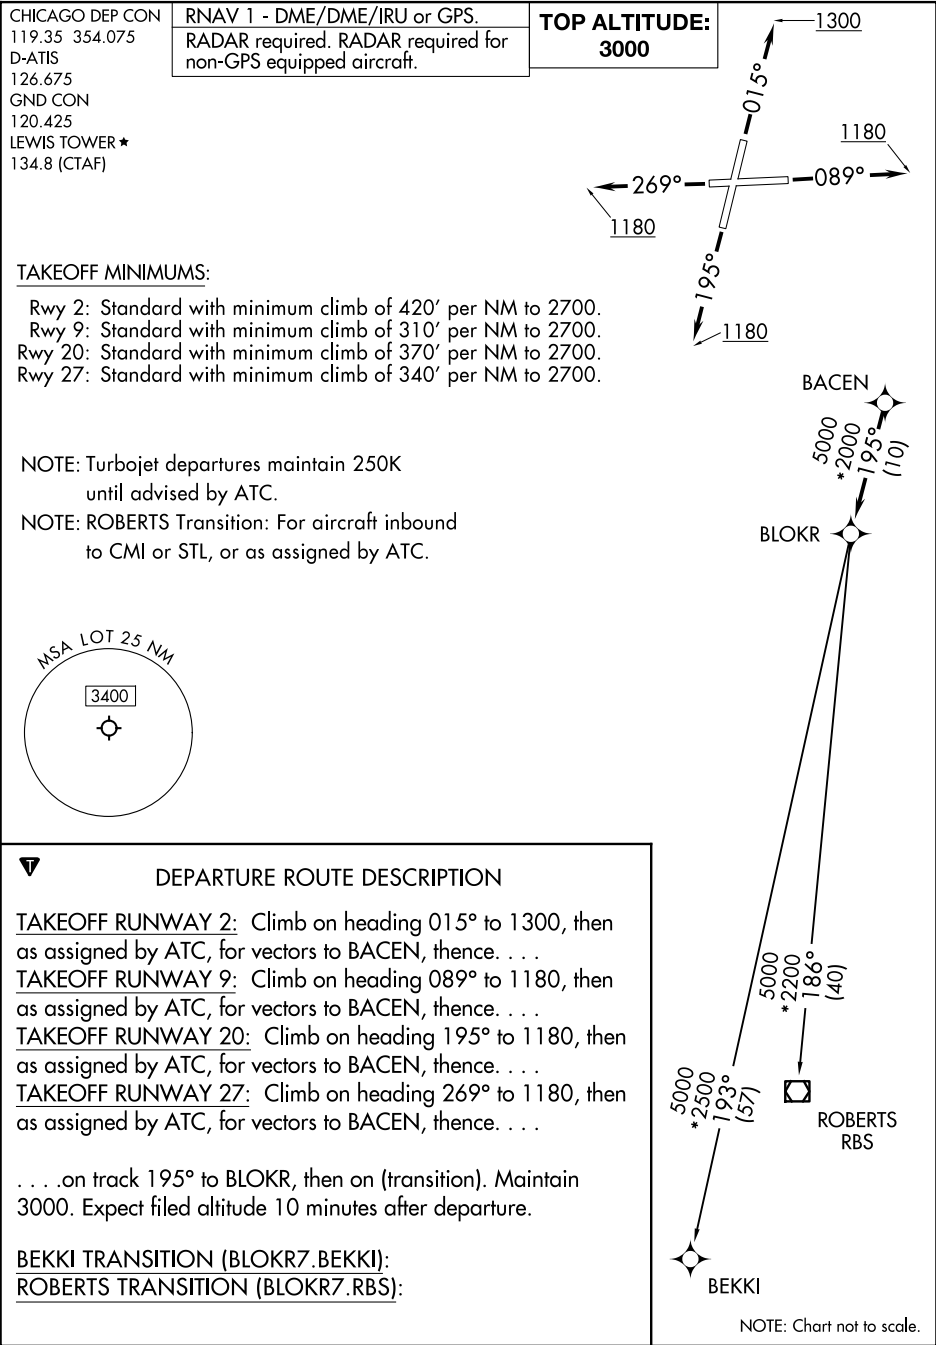 CHICAGO DEP CON
119.35 354.075
D-ATIS
126.675
GND CON
120.425
LEWIS TOWER ★
134.8 (CTAF)
RNAV 1 - DME/DME/IRU or GPS.
RADAR required. RADAR required for
non-GPS equipped aircraft.
TOP ALTITUDE:
3000
1300
015°
1180
269°
089°
1180
195°
1180
TAKEOFF MINIMUMS:
Rwy 2: Standard with minimum climb of 420' per NM to 2700.
Rwy 9: Standard with minimum climb of 310' per NM to 2700.
Rwy 20: Standard with minimum climb of 370' per NM to 2700.
Rwy 27: Standard with minimum climb of 340' per NM to 2700.
NOTE: Turbojet departures maintain 250K
until advised by ATC.
NOTE: ROBERTS Transition: For aircraft inbound
to CMI or STL, or as assigned by ATC.
BACEN
5000
*2000
195°
(10)
BLOKR
MSA LOT 25 NM
3400
5000
*2200
186°
(40)
5000
*2500
193°
(57)
ROBERTS
RBS
BEKKI
NOTE: Chart not to scale.
T
DEPARTURE ROUTE DESCRIPTION
TAKEOFF RUNWAY 2: Climb on heading 015° to 1300, then
as assigned by ATC, for vectors to BACEN, thence. . . .
TAKEOFF RUNWAY 9: Climb on heading 089° to 1180, then
as assigned by ATC, for vectors to BACEN, thence. . . .
TAKEOFF RUNWAY 20: Climb on heading 195° to 1180, then
as assigned by ATC, for vectors to BACEN, thence. . . .
TAKEOFF RUNWAY 27: Climb on heading 269° to 1180, then
as assigned by ATC, for vectors to BACEN, thence. . . .
. . . .on track 195° to BLOKR, then on (transition). Maintain
3000. Expect filed altitude 10 minutes after departure.
BEKKI TRANSITION (BLOKR7.BEKKI):
ROBERTS TRANSITION (BLOKR7.RBS):